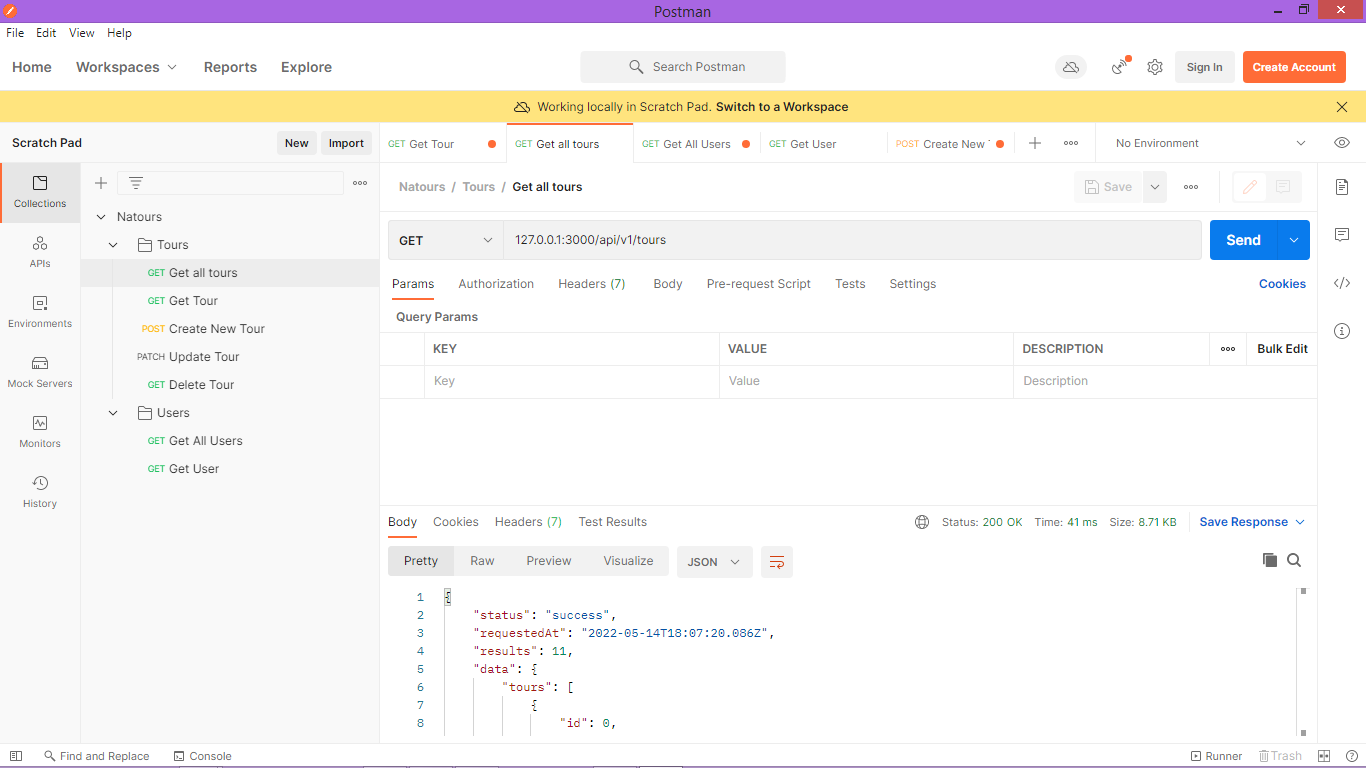 Postman
File Edit View Help
Home Workspaces Reports Explore Search Postman Sign In Create Account
Working locally in Scratch Pad. Switch to a Workspace
Scratch Pad New Import
GET Get Tour GET Get all tours GET Get All Users GET Get User POST Create New No Environment
Collections
APIs
Environments
Mock Servers
Monitors
History
Natours
Tours
GET Get all tours
GET Get Tour
POST Create New Tour
PATCH Update Tour
GET Delete Tour
Users
GET Get All Users
GET Get User
Natours / Tours / Get all tours Save
GET 127.0.0.1:3000/api/v1/tours Send
Params Authorization Headers (7) Body Pre-request Script Tests Settings Cookies
Query Params
KEY VALUE DESCRIPTION Bulk Edit
Key Value Description
Body Cookies Headers (7) Test Results Status: 200 OK Time: 41 ms Size: 8.71 KB Save Response
Pretty Raw Preview Visualize JSON
1 {
2 "status": "success",
3 "requestedAt": "2022-05-14T18:07:20.086Z",
4 "results": 11,
5 "data": {
6 "tours": [
7 {
8 "id": 0,
Find and Replace Console Runner Trash